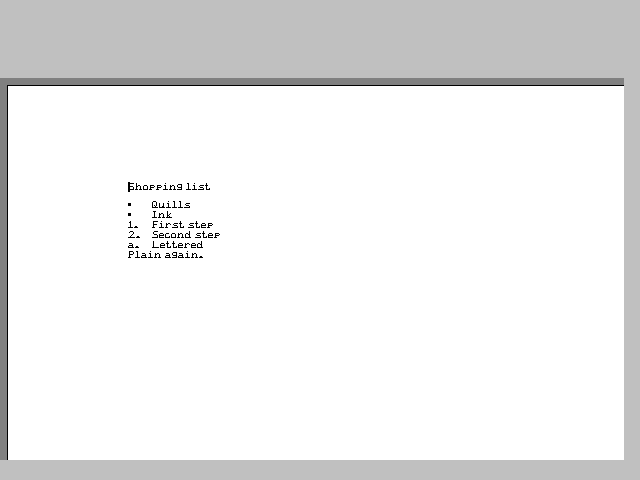 Shopping list
• Quills
• Ink
1. First step
2. Second step
a. Lettered
Plain again.